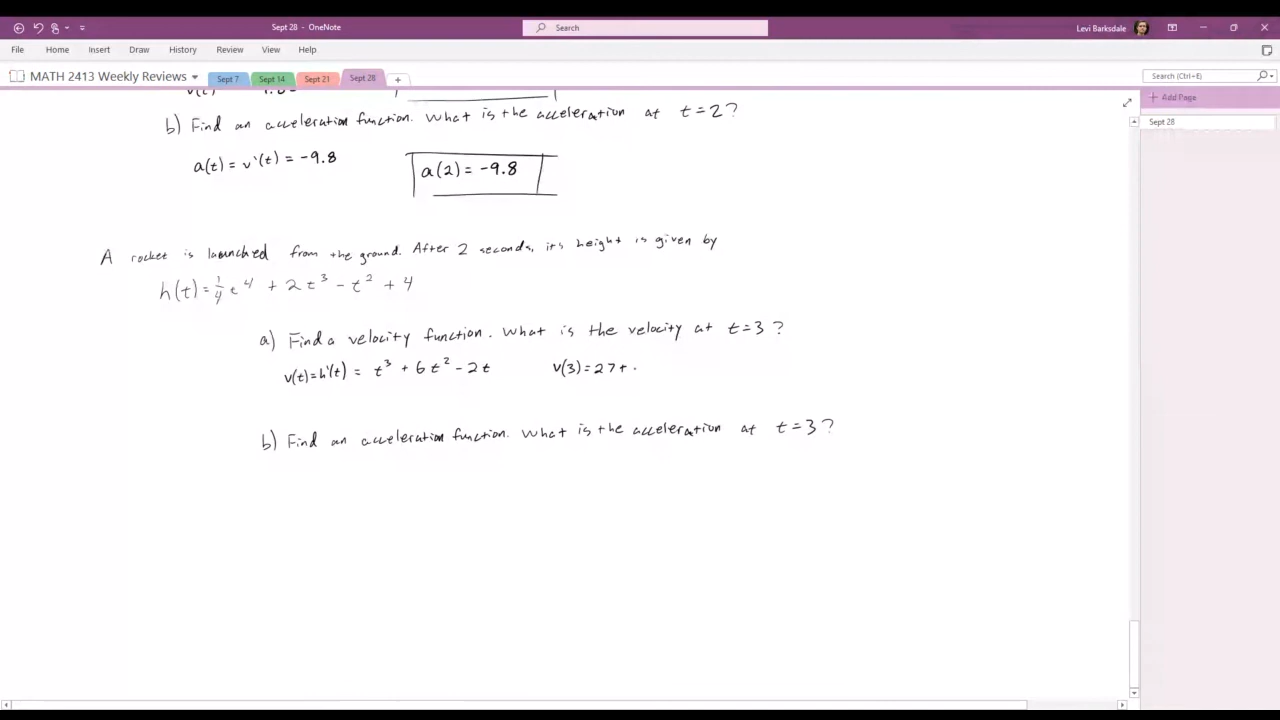 Sept 28 - OneNote
Search
Levi Barksdale
File Home Insert Draw History Review View Help
MATH 2413 Weekly Reviews
Sept 7 Sept 14 Sept 21 Sept 28 +
Search (Ctrl+E)
Add Page
Sept 28
b) Find an acceleration function. What is the acceleration at t=2?
a(t) = v'(t) = -9.8
a(2) = -9.8
A rocket is launched from the ground. After 2 seconds, its height is given by
h(t) = 1/4 t^4 + 2t^3 - t^2 + 4
a) Find a velocity function. What is the velocity at t=3?
v(t)=h'(t) = t^3 + 6t^2 - 2t v(3)=27+
b) Find an acceleration function. What is the acceleration at t=3?